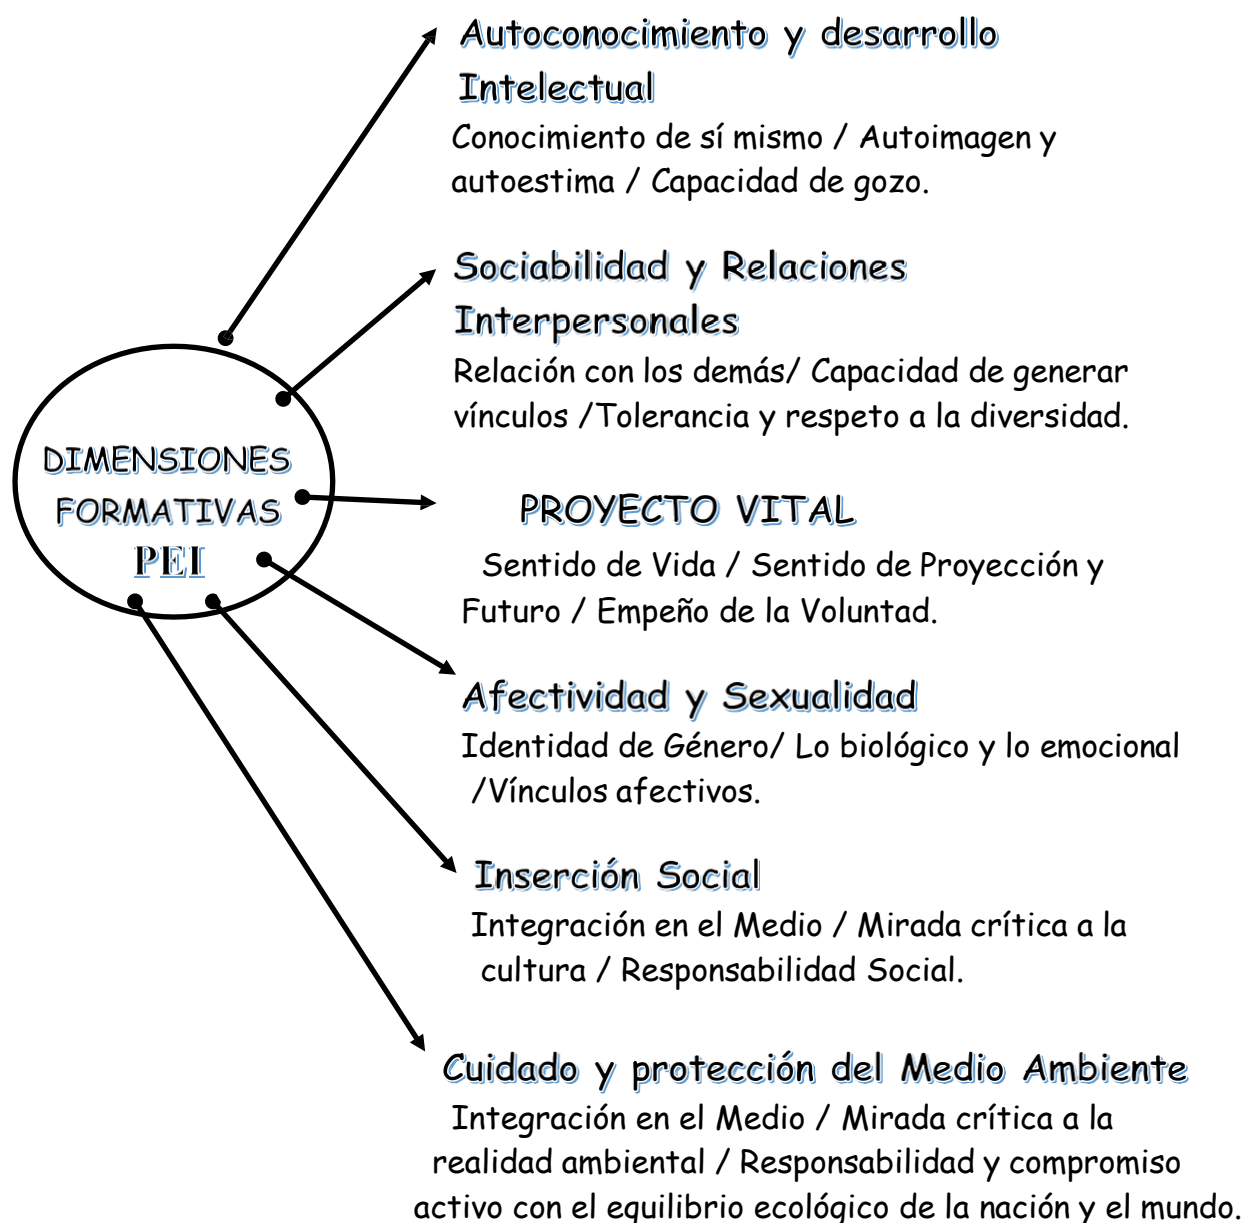 Autoconocimiento y desarrollo
Intelectual
Conocimiento de sí mismo / Autoimagen y
autoestima / Capacidad de gozo.
Sociabilidad y Relaciones
Interpersonales
Relación con los demás/ Capacidad de generar
vínculos /Tolerancia y respeto a la diversidad.
DIMENSIONES
FORMATIVAS
PEI
PROYECTO VITAL
Sentido de Vida / Sentido de Proyección y
Futuro / Empeño de la Voluntad.
Afectividad y Sexualidad
Identidad de Género/ Lo biológico y lo emocional
/Vínculos afectivos.
Inserción Social
Integración en el Medio / Mirada crítica a la
cultura / Responsabilidad Social.
Cuidado y protección del Medio Ambiente
Integración en el Medio / Mirada crítica a la
realidad ambiental / Responsabilidad y compromiso
activo con el equilibrio ecológico de la nación y el mundo.